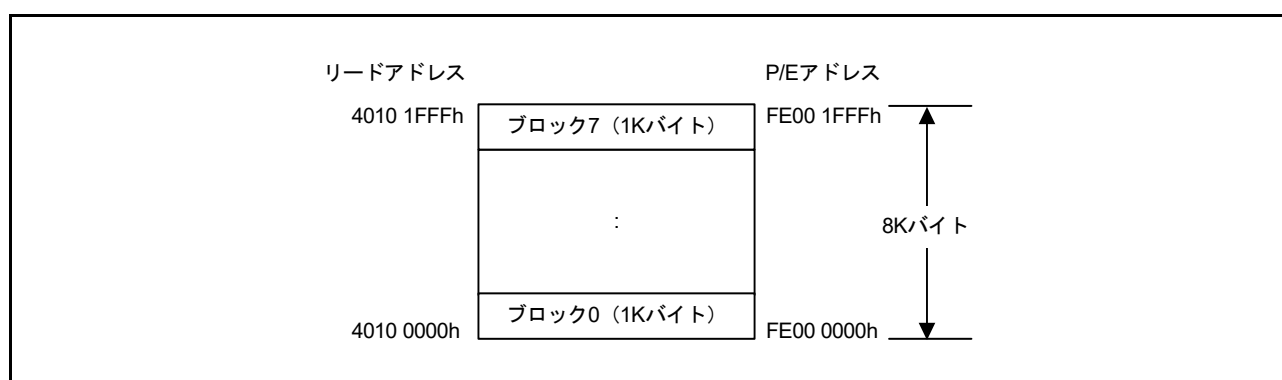 リードアドレス P/Eアドレス
4010 1FFFh ブロック7（1Kバイト） FE00 1FFFh
: 8Kバイト
4010 0000h ブロック0（1Kバイト） FE00 0000h